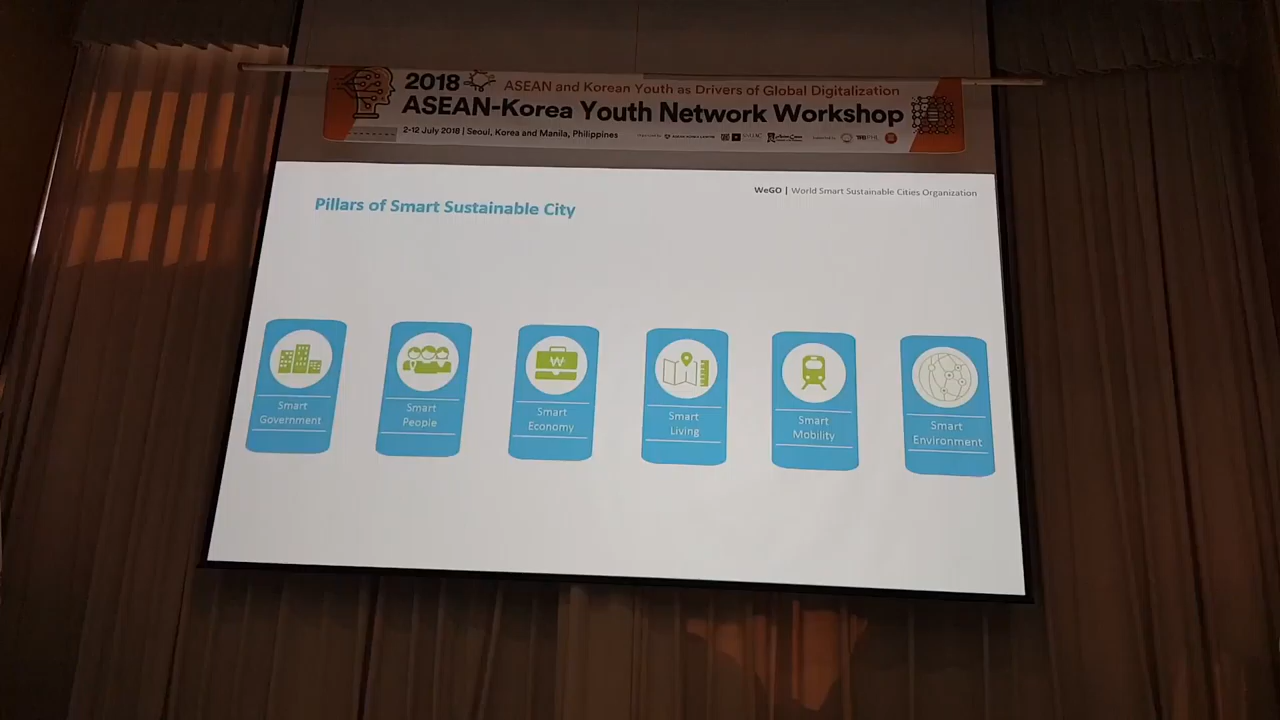 2018 ASEAN and Korean Youth as Drivers of Global Digitalization
ASEAN-Korea Youth Network Workshop
2-12 July 2018 | Seoul, Korea and Manila, Philippines
WeGO | World Smart Sustainable Cities Organization
Pillars of Smart Sustainable City
Smart
Government
Smart
People
W
Smart
Economy
Smart
Living
Smart
Mobility
Smart
Environment